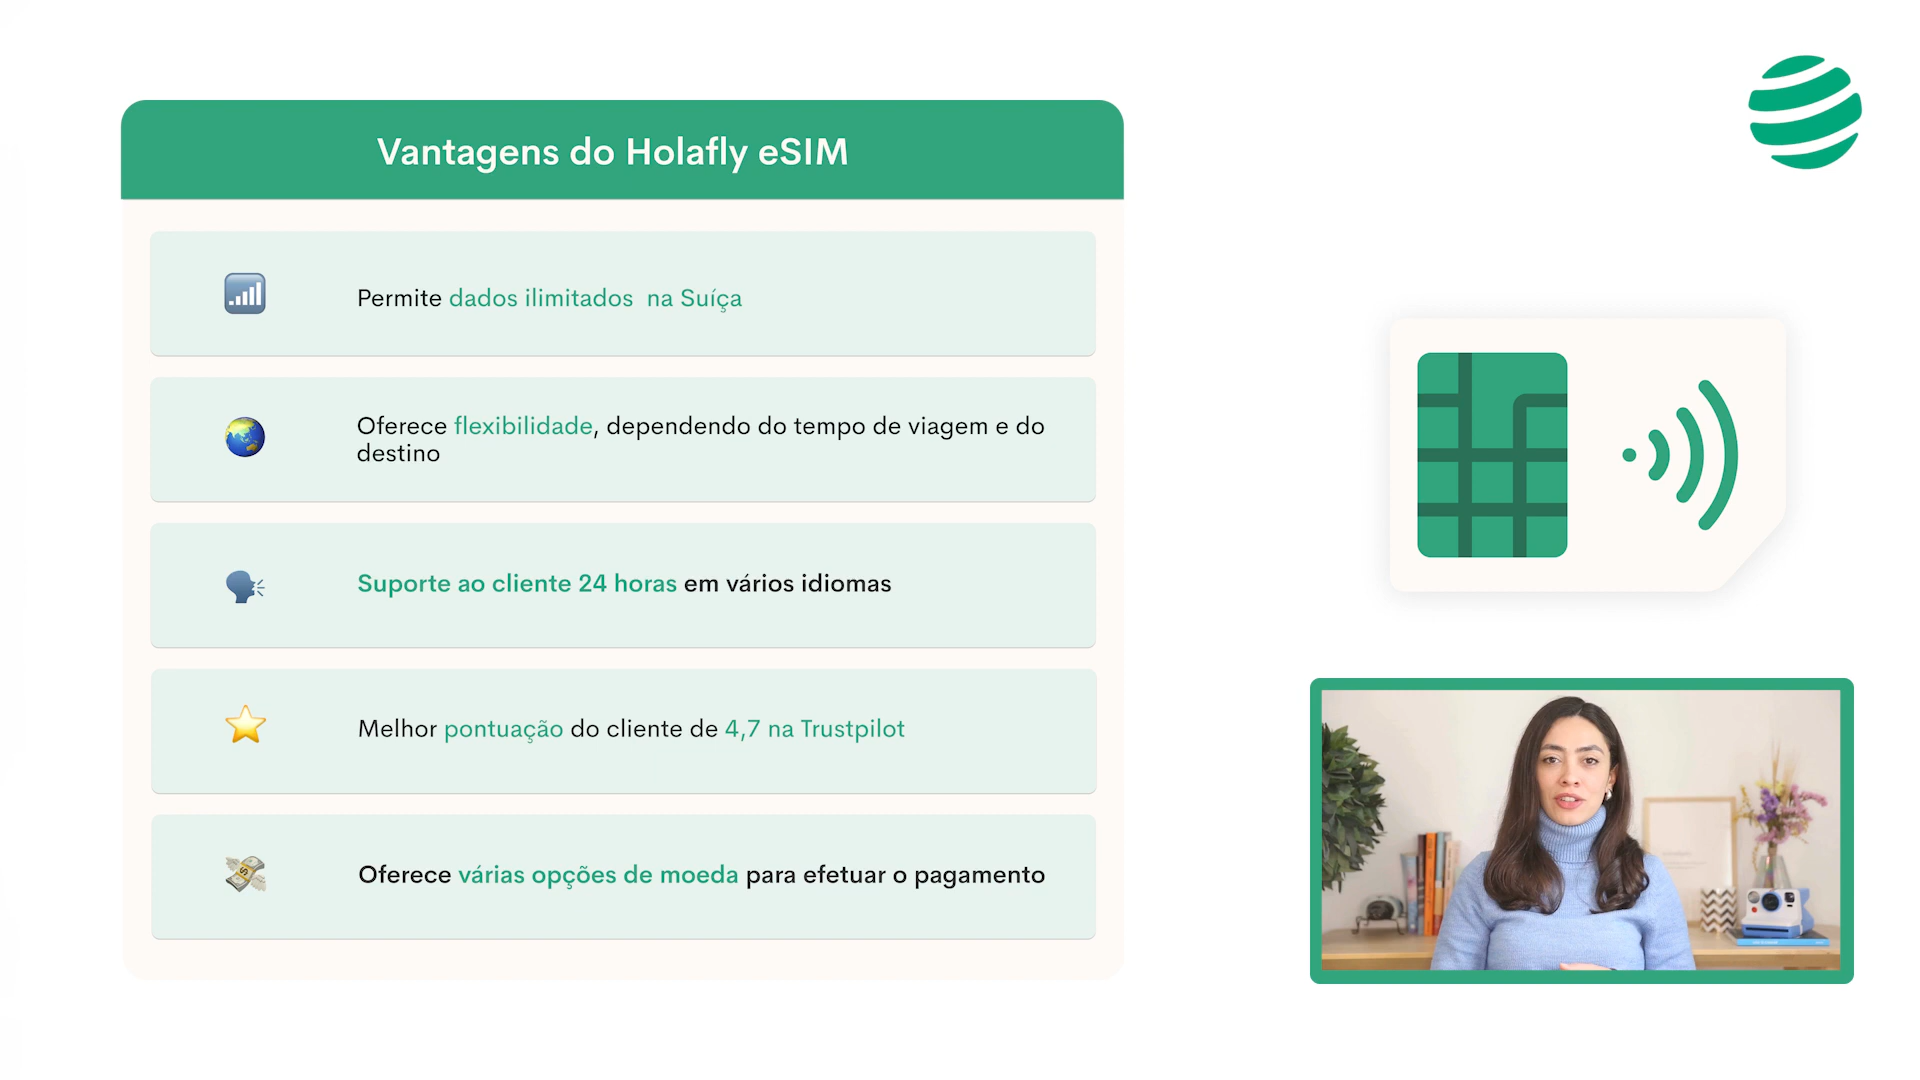 Vantagens do Holafly eSIM
Permite dados ilimitados na Suíça
Oferece flexibilidade, dependendo do tempo de viagem e do
destino
Suporte ao cliente 24 horas em vários idiomas
Melhor pontuação do cliente de 4,7 na Trustpilot
Oferece várias opções de moeda para efetuar o pagamento